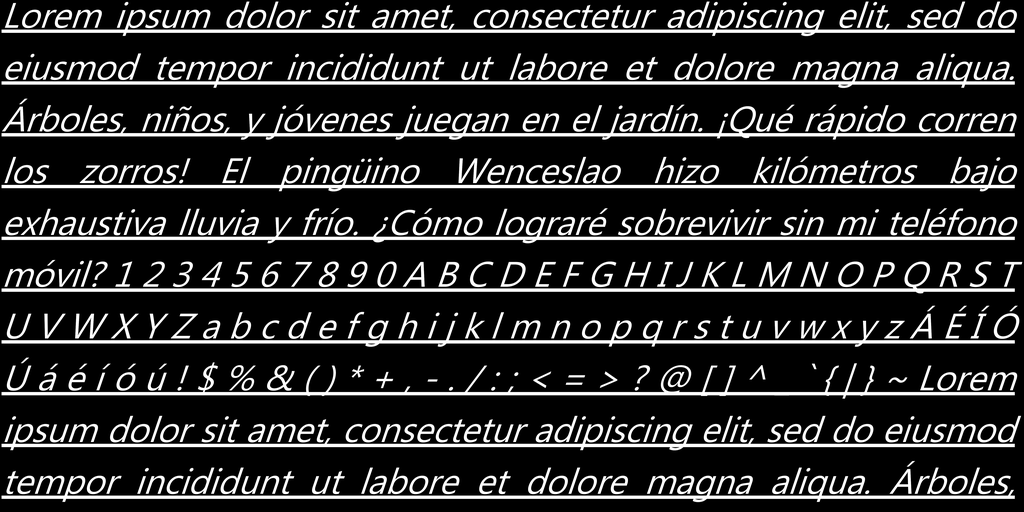 Lorem ipsum dolor sit amet, consectetur adipiscing elit, sed do
eiusmod tempor incididunt ut labore et dolore magna aliqua.
Árboles, niños, y jóvenes juegan en el jardín. ¡Qué rápido corren
los zorros! El pingüino Wenceslao hizo kilómetros bajo
exhaustiva lluvia y frío. ¿Cómo lograré sobrevivir sin mi teléfono
móvil? 1 2 3 4 5 6 7 8 9 0 A B C D E F G H I J K L M N O P Q R S T
U V W X Y Z a b c d e f g h i j k l m n o p q r s t u v w x y z Á É Í Ó
Ú á é í ó ú ! $ % & ( ) * + , - . / : ; < = > ? @ [ ] ^ _ ` { | } ~ Lorem
ipsum dolor sit amet, consectetur adipiscing elit, sed do eiusmod
tempor incididunt ut labore et dolore magna aliqua. Árboles,